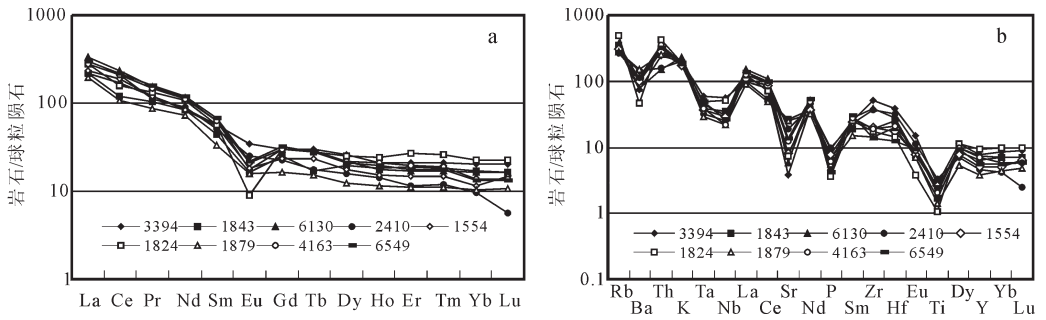 1000
100
10
1
岩石/球粒陨石
a
3394 1843 6130 2410 1554
1824 1879 4163 6549
La Ce Pr Nd Sm Eu Gd Tb Dy Ho Er Tm Yb Lu
1000
100
10
1
0.1
岩石/球粒陨石
b
3394 1843 6130 2410 1554
1824 1879 4163 6549
Rb Th Ta La Sr P Zr Eu Dy Yb
Ba K Nb Ce Nd Sm Hf Ti Y Lu